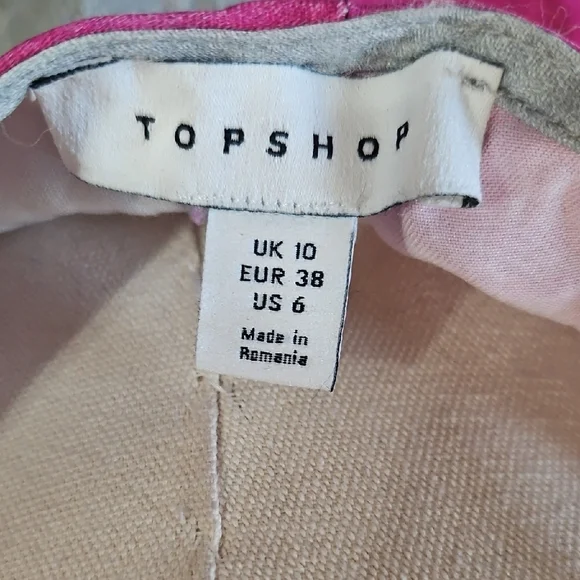 TOPSHOP
UK 10
EUR 38
US 6
Made in
Romania